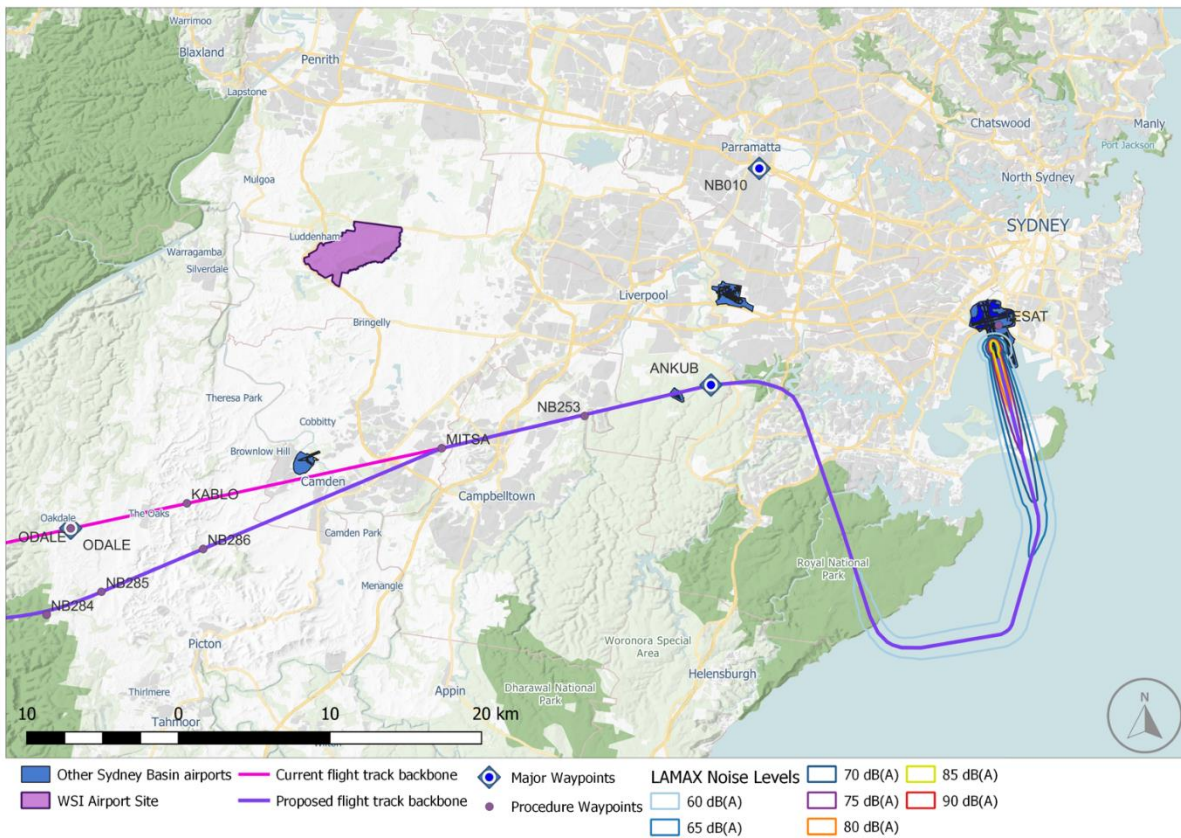 Warrimoo
Blaxland
Penrith
Lapstone
Chatswood
Manly
Port Jackson
Parramatta
NB010
North Sydney
Mulgoa
SYDNEY
Luddenham
Warragamba
Silverdale
Liverpool
ESAT
Bringelly
ANKUB
Theresa Park
NB253
Cobbitty
MITSA
Brownlow Hill
Camden
Campbelltown
KABLO
Oakdale
The Oaks
ODALE
ODALE
NB286
Camden Park
Royal National
Park
NB285
Menangle
NB284
Woronora Special
Area
Picton
Helensburgh
Thirlmere
Appin
Dharawal National
Park
10 0 10 20 km
Tahmoor
N
Other Sydney Basin airports
WSI Airport Site
Current flight track backbone
Proposed flight track backbone
Major Waypoints
Procedure Waypoints
LAMAX Noise Levels
60 dB(A)
65 dB(A)
70 dB(A)
75 dB(A)
80 dB(A)
85 dB(A)
90 dB(A)